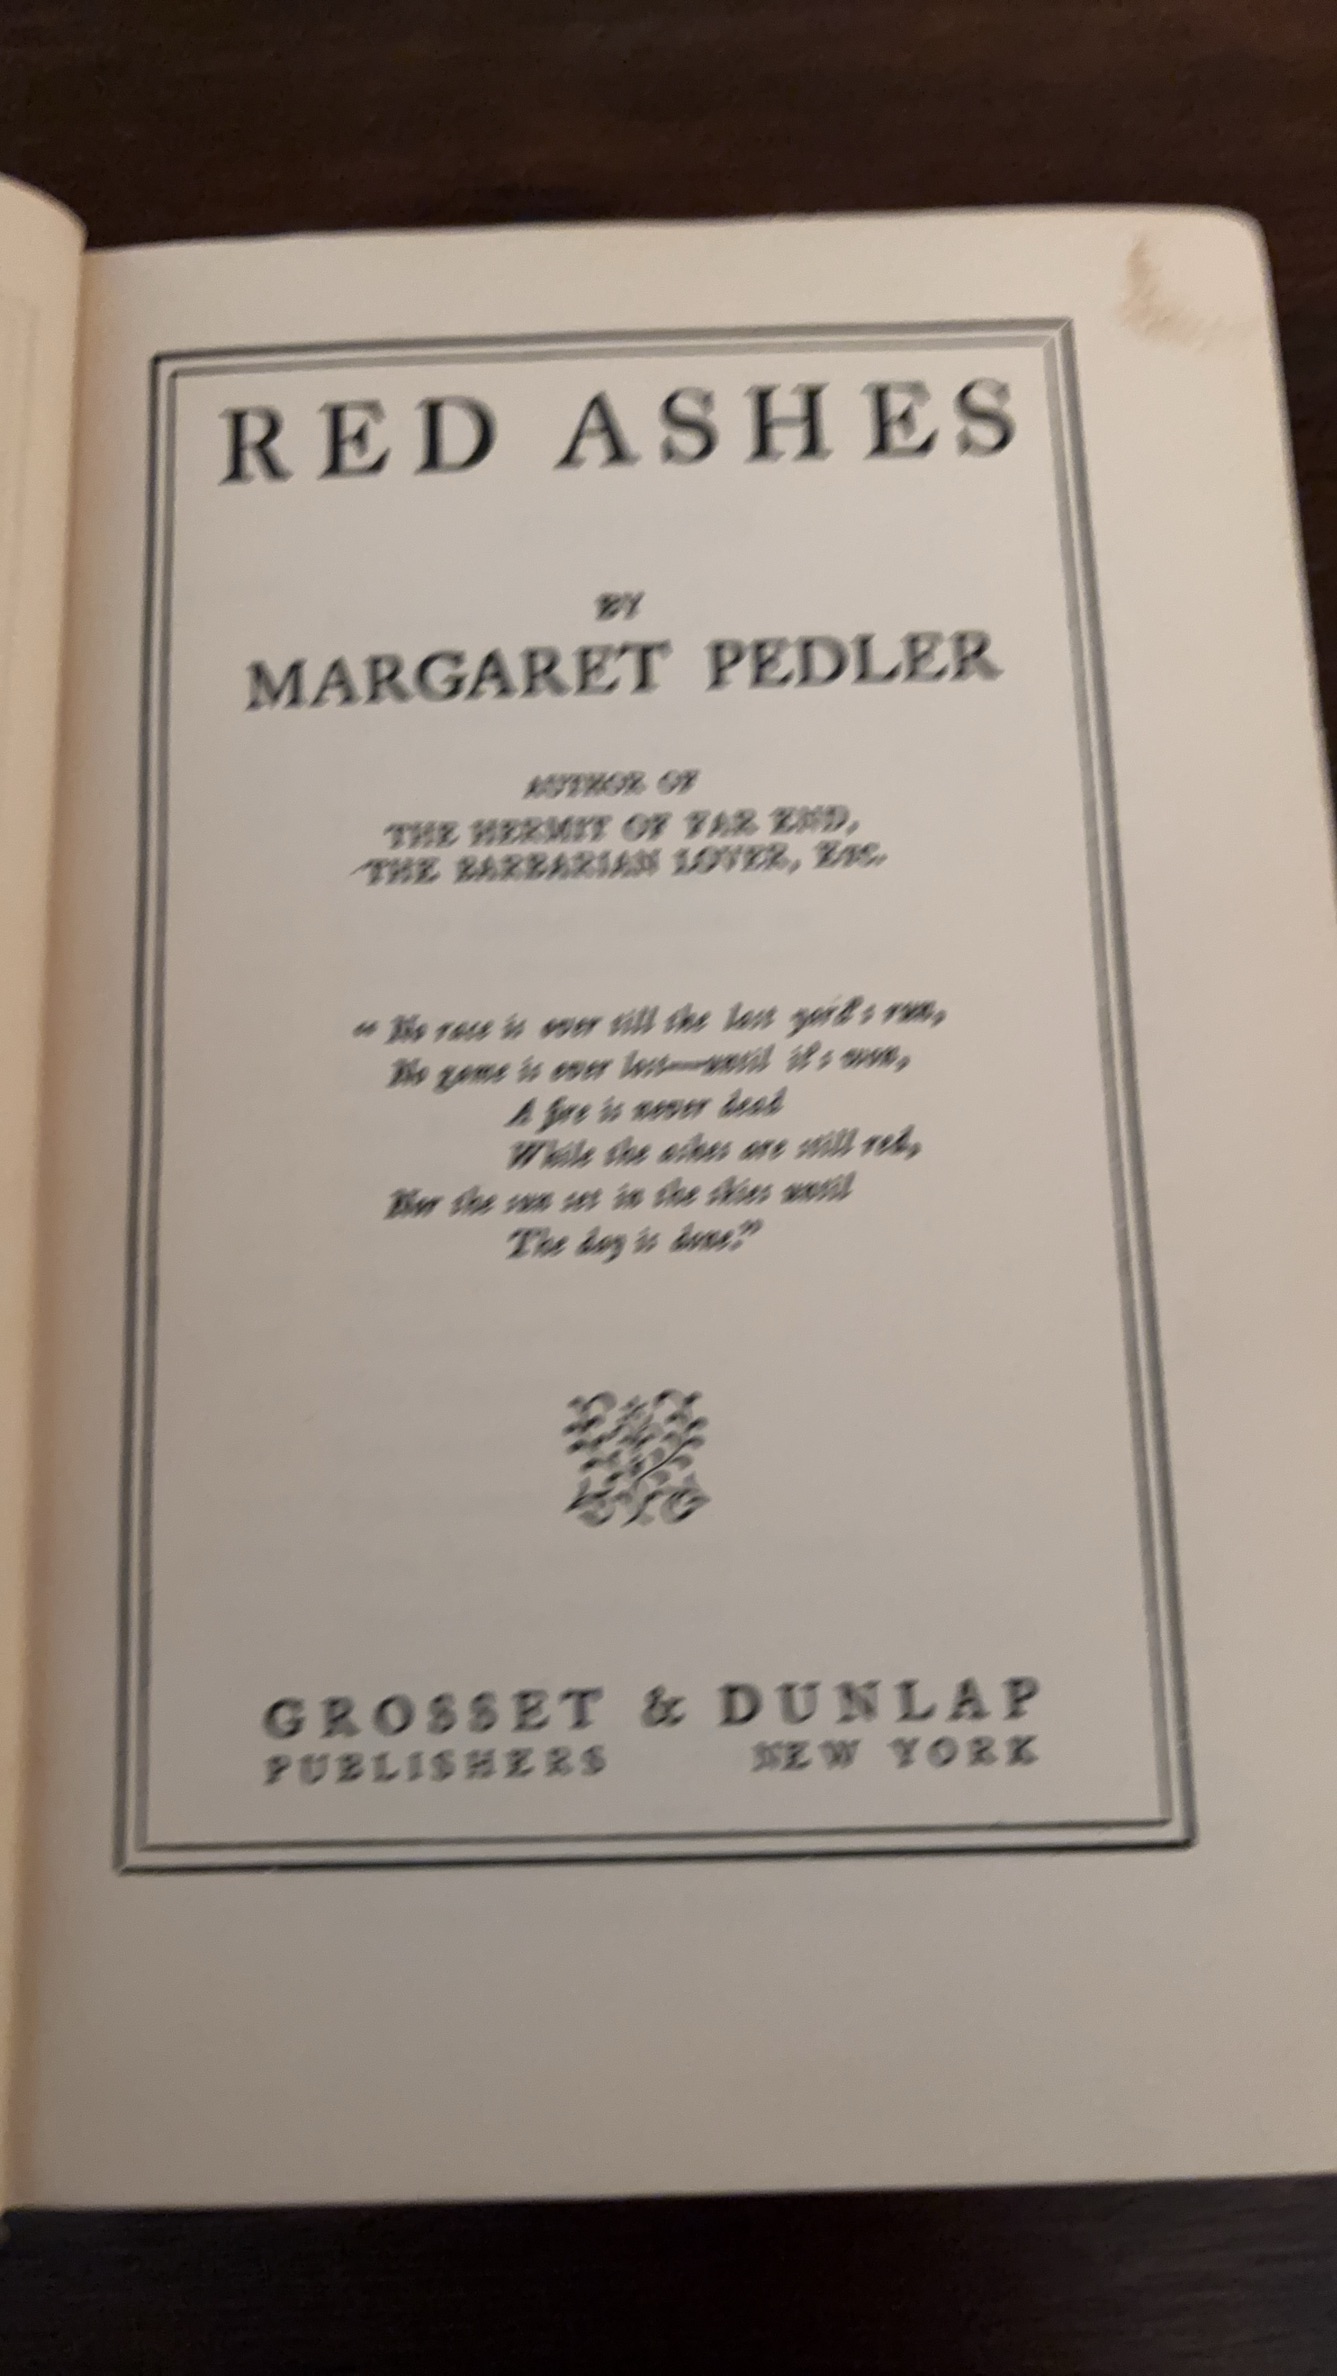 RED ASHES
BY
MARGARET PEDLER
AUTHOR OF
THE HERMIT OF FAR END,
THE BARBARIAN LOVER, ETC.
"No race is over till the last yard's run,
No game is ever lost—until it's won,
A fire is never dead
While the ashes are still red,
Nor the sun set in the skies until
The day is done."
GROSSET & DUNLAP
PUBLISHERS NEW YORK